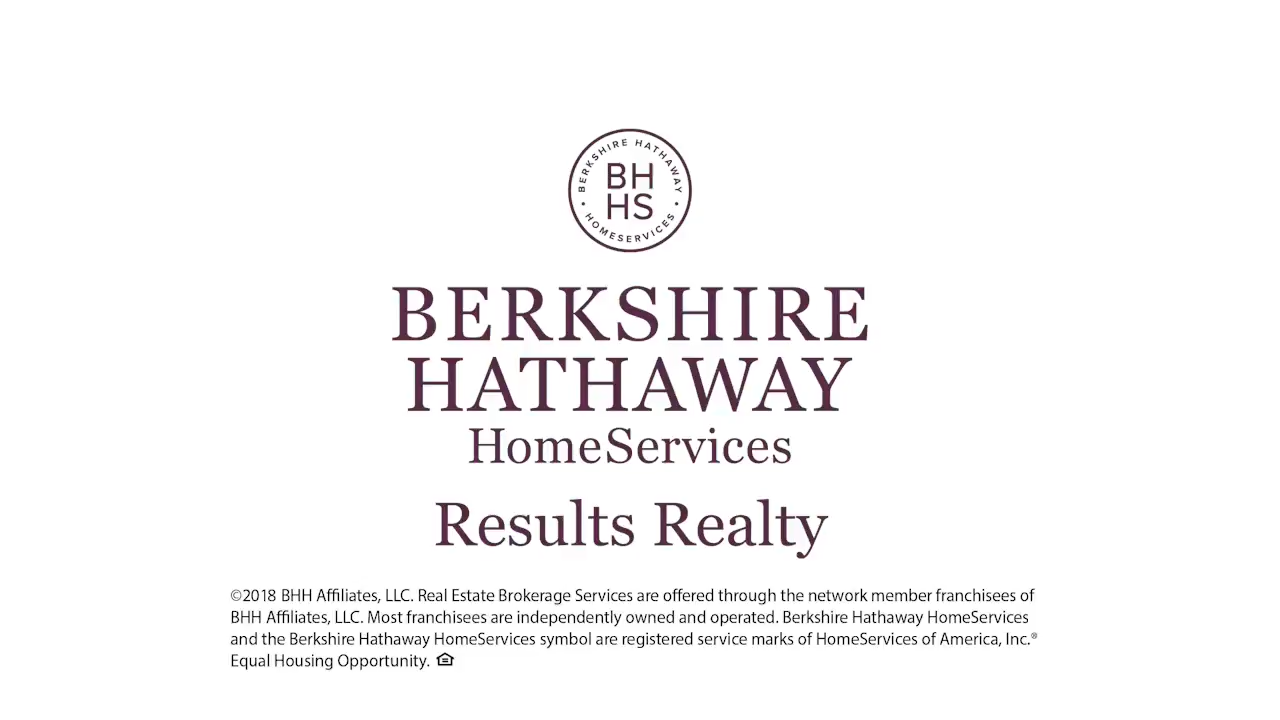 BERKSHIRE HATHAWAY
BH
HS
HOMESERVICES
BERKSHIRE
HATHAWAY
HomeServices
Results Realty
©2018 BHH Affiliates, LLC. Real Estate Brokerage Services are offered through the network member franchisees of
BHH Affiliates, LLC. Most franchisees are independently owned and operated. Berkshire Hathaway HomeServices
and the Berkshire Hathaway HomeServices symbol are registered service marks of HomeServices of America, Inc.®
Equal Housing Opportunity.